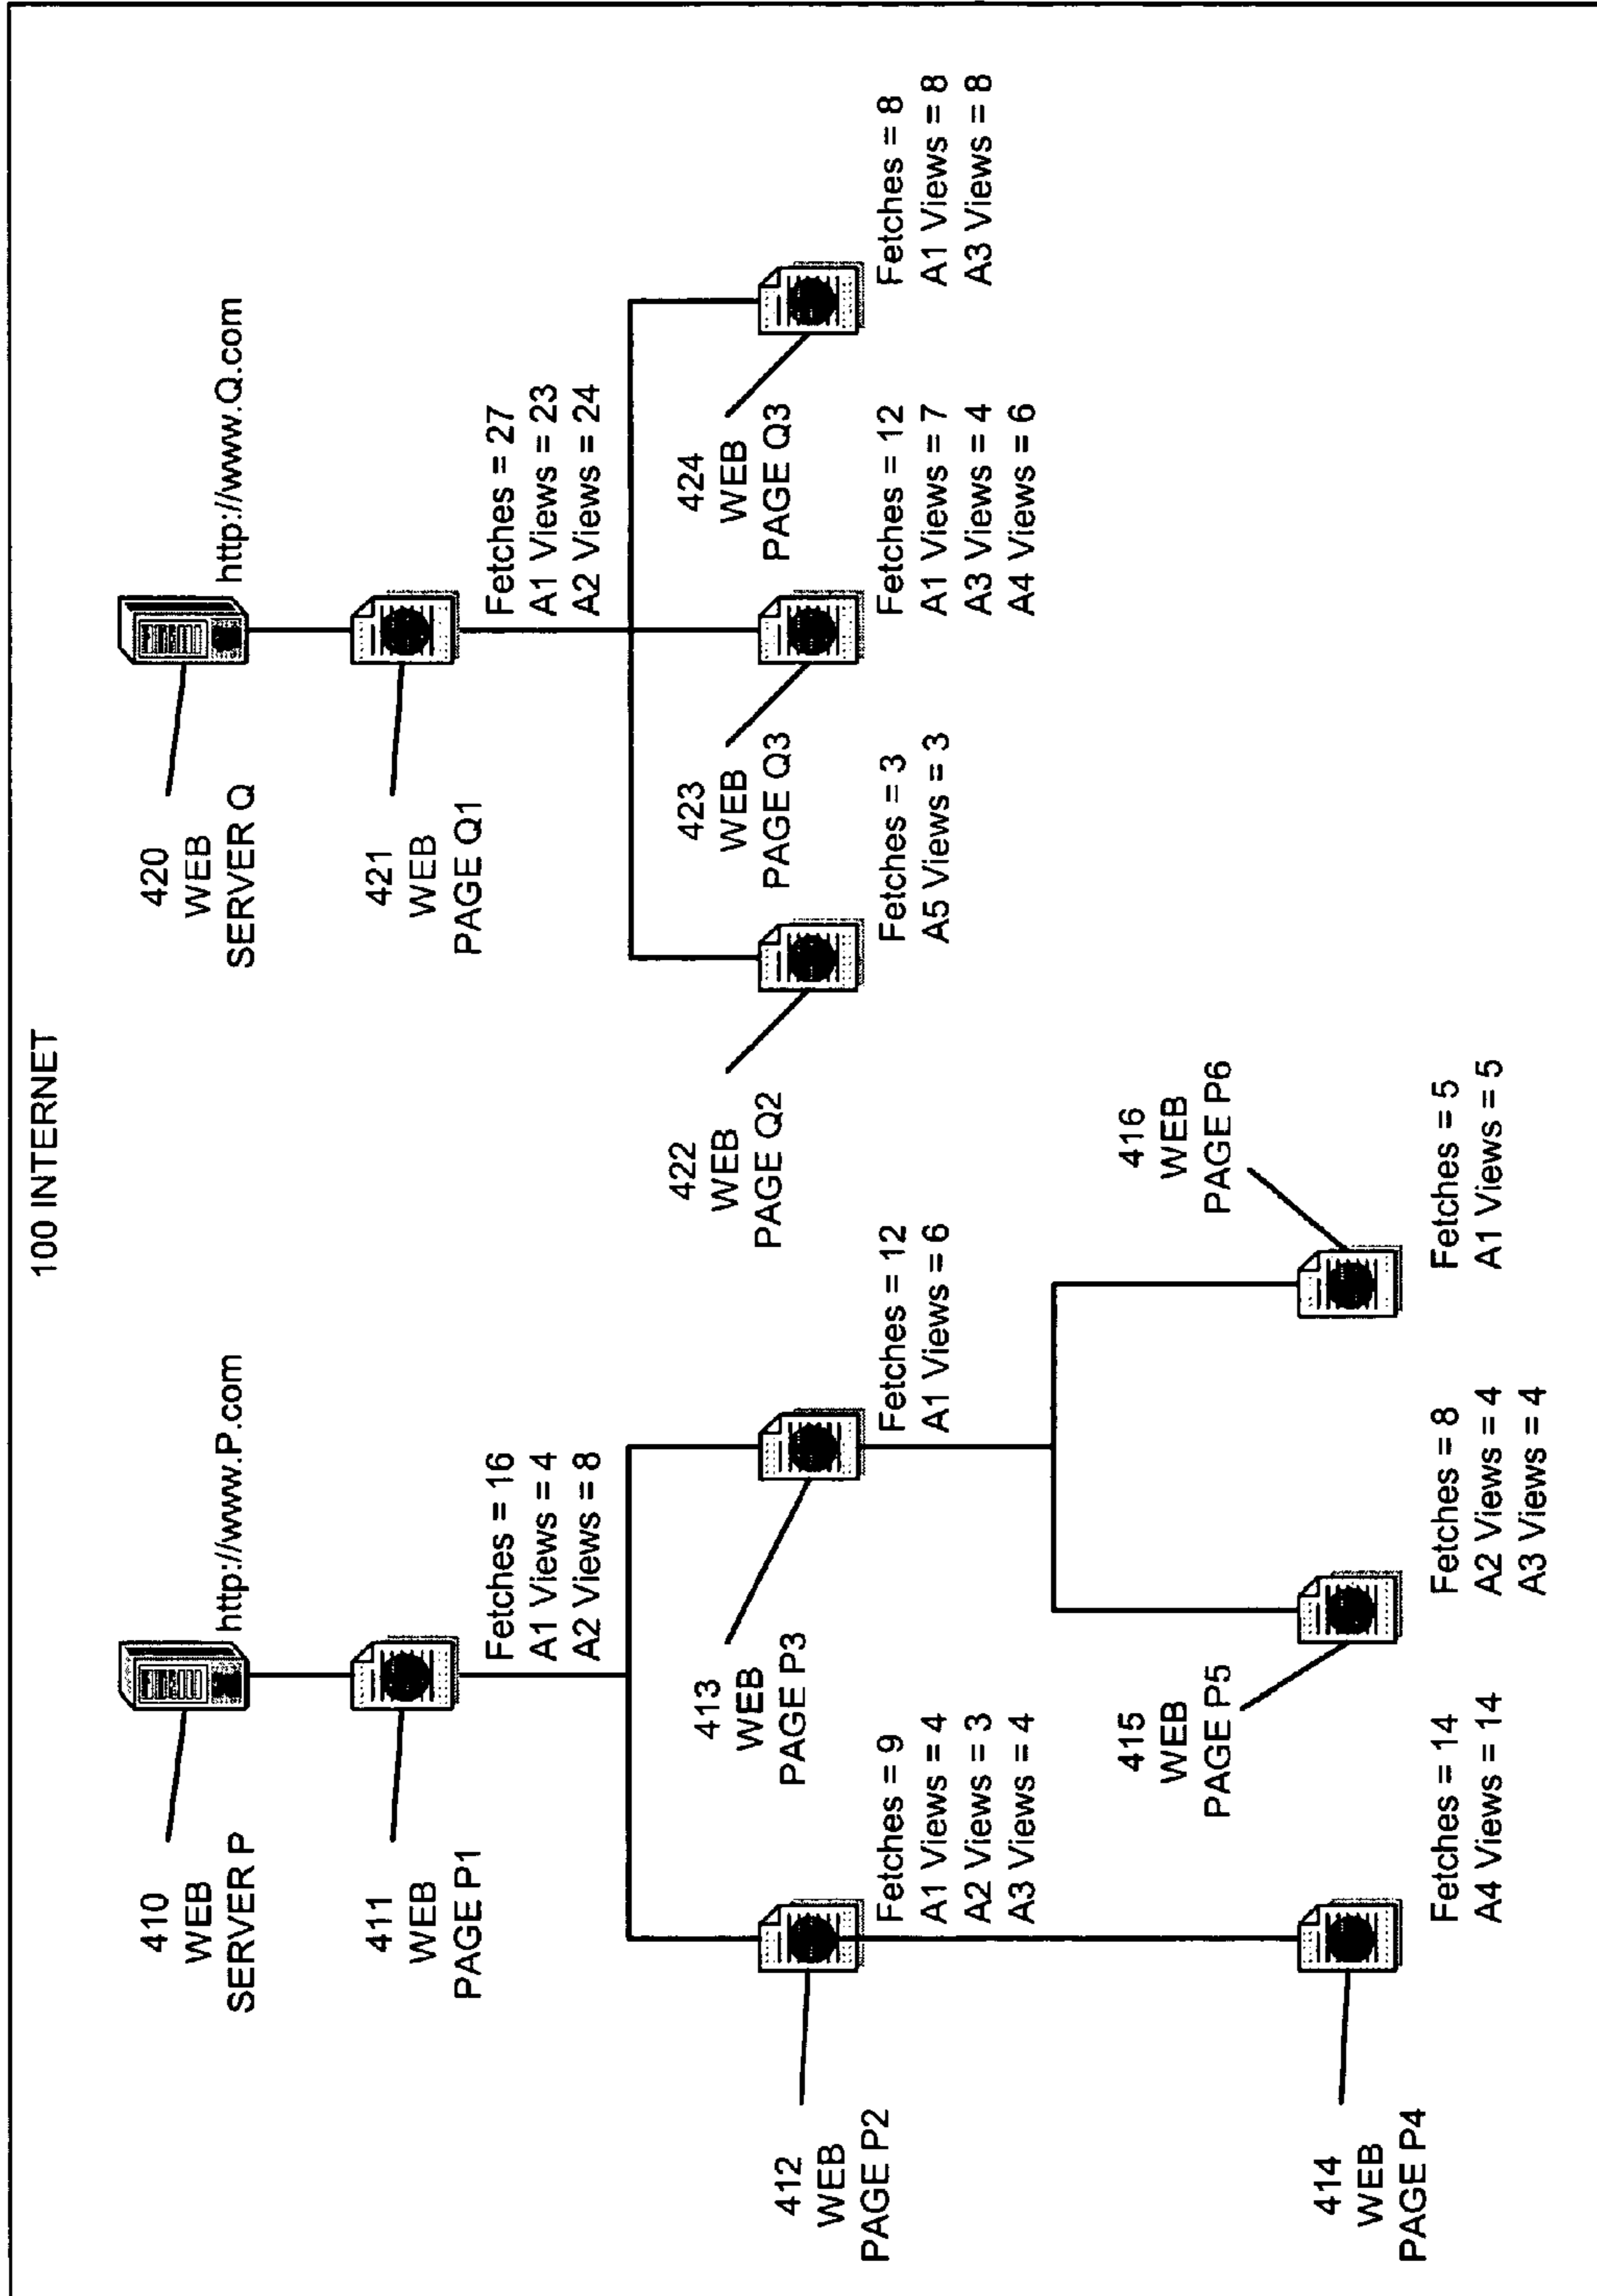 100 INTERNET
410
WEB
SERVER P
http://www.P.com
411
WEB
PAGE P1
Fetches = 16
A1 Views = 4
A2 Views = 8
412
WEB
PAGE P2
Fetches = 9
A1 Views = 4
A2 Views = 3
A3 Views = 4
413
WEB
PAGE P3
Fetches = 12
A1 Views = 6
414
WEB
PAGE P4
Fetches = 14
A4 Views = 14
415
WEB
PAGE P5
Fetches = 8
A2 Views = 4
A3 Views = 4
416
WEB
PAGE P6
Fetches = 5
A1 Views = 5
420
WEB
SERVER Q
http://www.Q.com
421
WEB
PAGE Q1
Fetches = 27
A1 Views = 23
A2 Views = 24
422
WEB
PAGE Q2
Fetches = 3
A5 Views = 3
423
WEB
PAGE Q3
Fetches = 12
A1 Views = 7
A3 Views = 4
A4 Views = 6
424
WEB
PAGE Q3
Fetches = 8
A1 Views = 8
A3 Views = 8